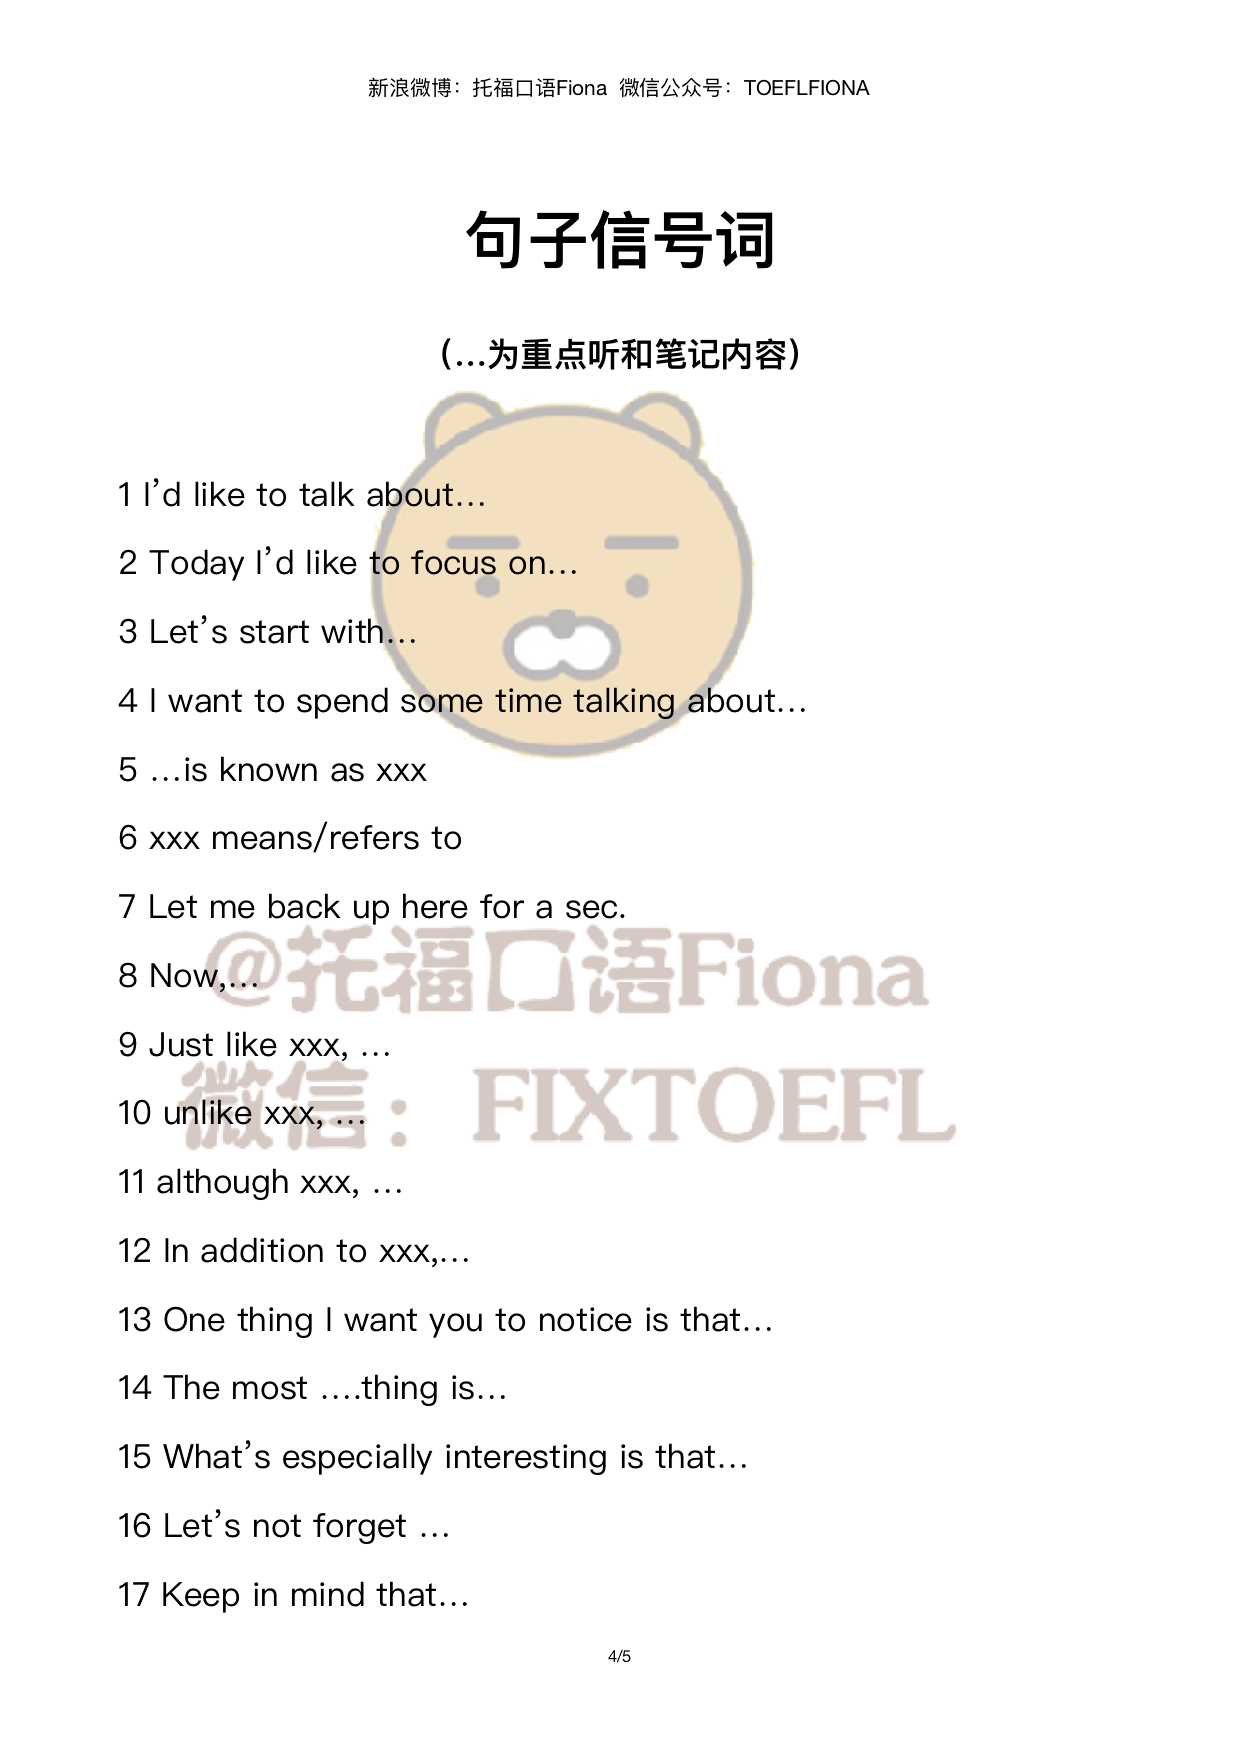 新浪微博：托福口语Fiona 微信公众号：TOEFLFIONA
句子信号词
（…为重点听和笔记内容）
1 I’d like to talk about…
2 Today I’d like to focus on…
3 Let’s start with…
4 I want to spend some time talking about…
5 …is known as xxx
6 xxx means/refers to
7 Let me back up here for a sec.
@托福口语Fiona
8 Now,…
9 Just like xxx, …
微信：FIXTOEFL
10 unlike xxx, …
11 although xxx, …
12 In addition to xxx,…
13 One thing I want you to notice is that…
14 The most ….thing is…
15 What’s especially interesting is that…
16 Let’s not forget …
17 Keep in mind that…
4/5